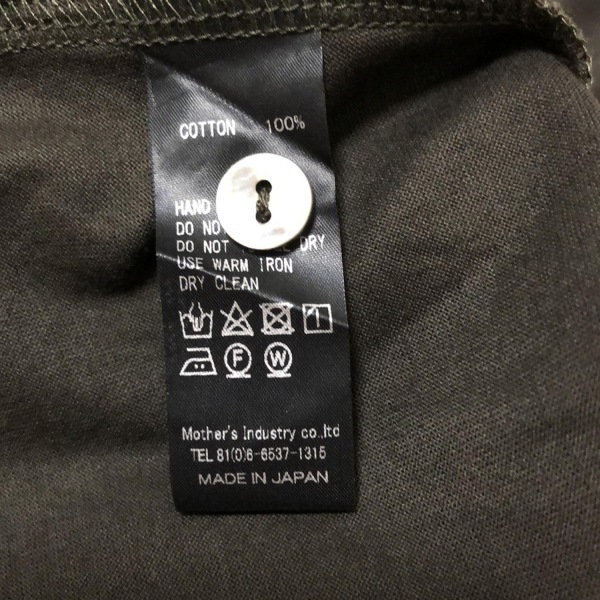 COTTON 100%
HAND
DO NO
DO NOT DRY
USE WARM IRON
DRY CLEAN
1
F W
Mother's Industry co.,ltd
TEL 81(0)6-6537-1315
MADE IN JAPAN